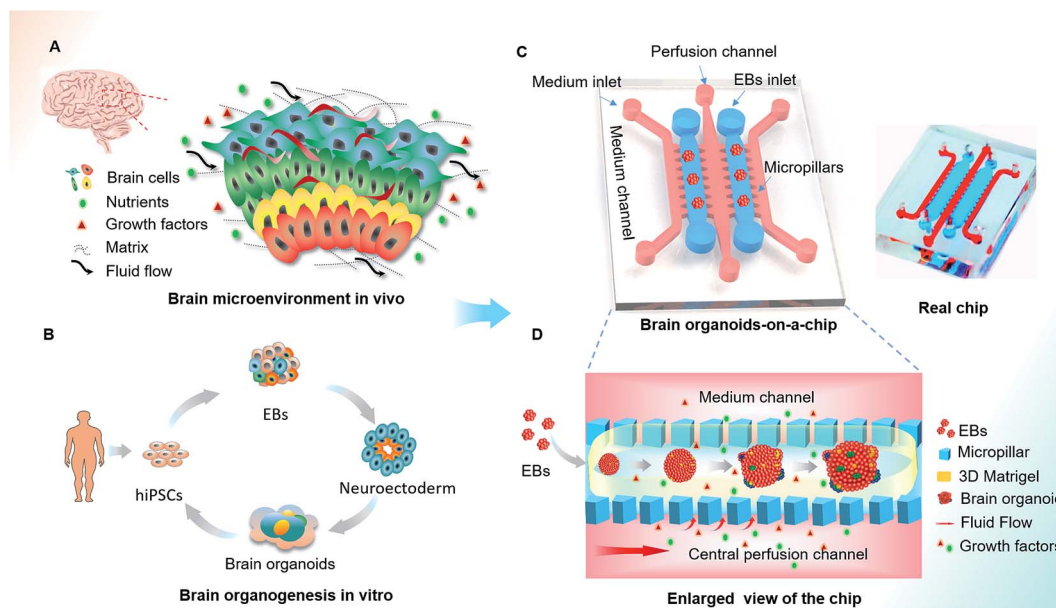 A
Brain cells
Nutrients
Growth factors
Matrix
Fluid flow
Brain microenvironment in vivo
B
EBs
hiPSCs
Neuroectoderm
Brain organoids
Brain organogenesis in vitro
C
Perfusion channel
Medium inlet
EBs inlet
Medium channel
Micropillars
Brain organoids-on-a-chip
Real chip
D
EBs
Medium channel
Central perfusion channel
EBs
Micropillar
3D Matrigel
Brain organoid
Fluid Flow
Growth factors
Enlarged view of the chip